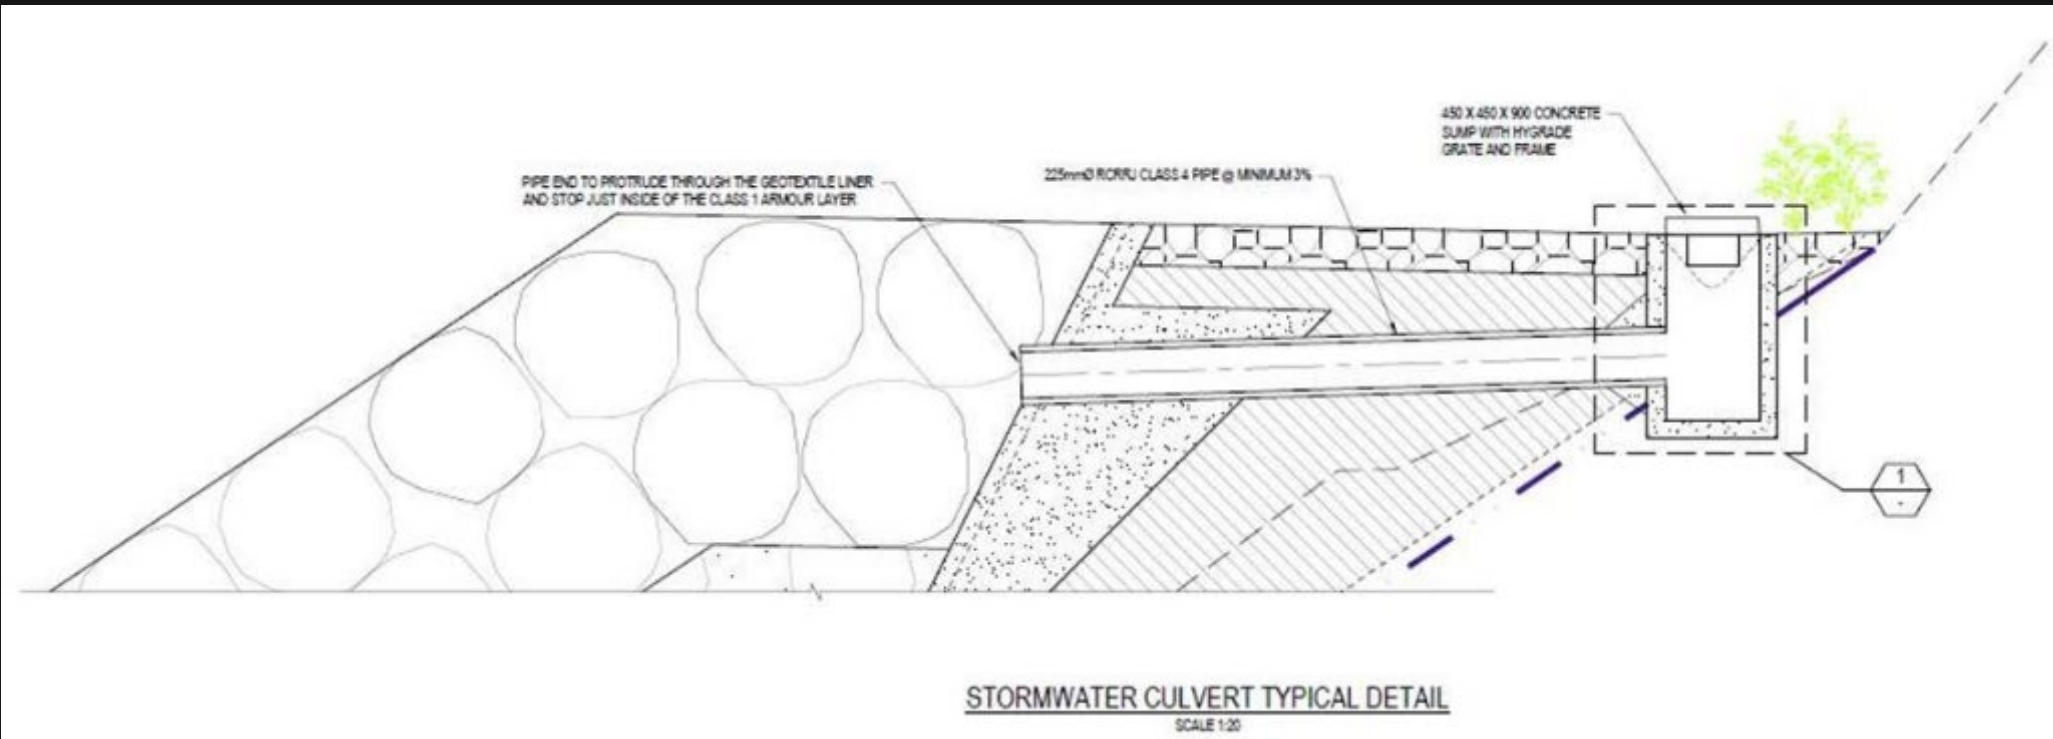 450 X 450 X 900 CONCRETE
SUMP WITH HYGRADE
GRATE AND FRAME
PIPE END TO PROTRUDE THROUGH THE GEOTEXTILE LINER
AND STOP JUST INSIDE OF THE CLASS 1 ARMOUR LAYER
225mmØ RCRRJ CLASS 4 PIPE @ MINIMUM 3%
1
-
STORMWATER CULVERT TYPICAL DETAIL
SCALE 1:20